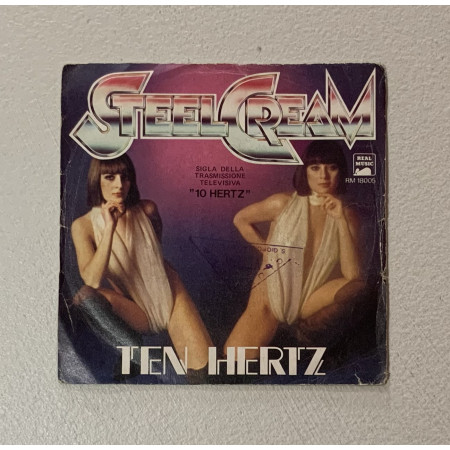 STEEL CREAM
REAL
MUSIC
RM 18005
SIGLA DELLA
TRASMISSIONE
TELEVISIVA
"10 HERTZ"
TEN HERTZ